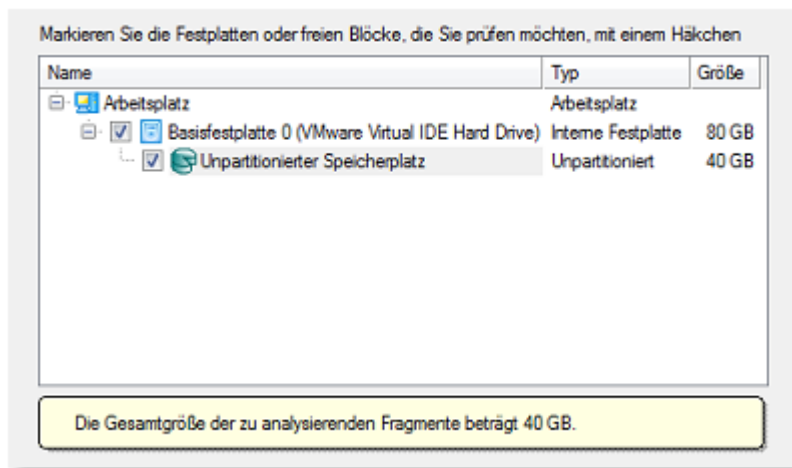 Markieren Sie die Festplatten oder freien Blöcke, die Sie prüfen möchten, mit einem Häkchen
Name Typ Größe
Arbeitsplatz Arbeitsplatz
Basisfestplatte 0 (VMware Virtual IDE Hard Drive) Interne Festplatte 80 GB
Unpartitionierter Speicherplatz Unpartitioniert 40 GB
Die Gesamtgröße der zu analysierenden Fragmente beträgt 40 GB.